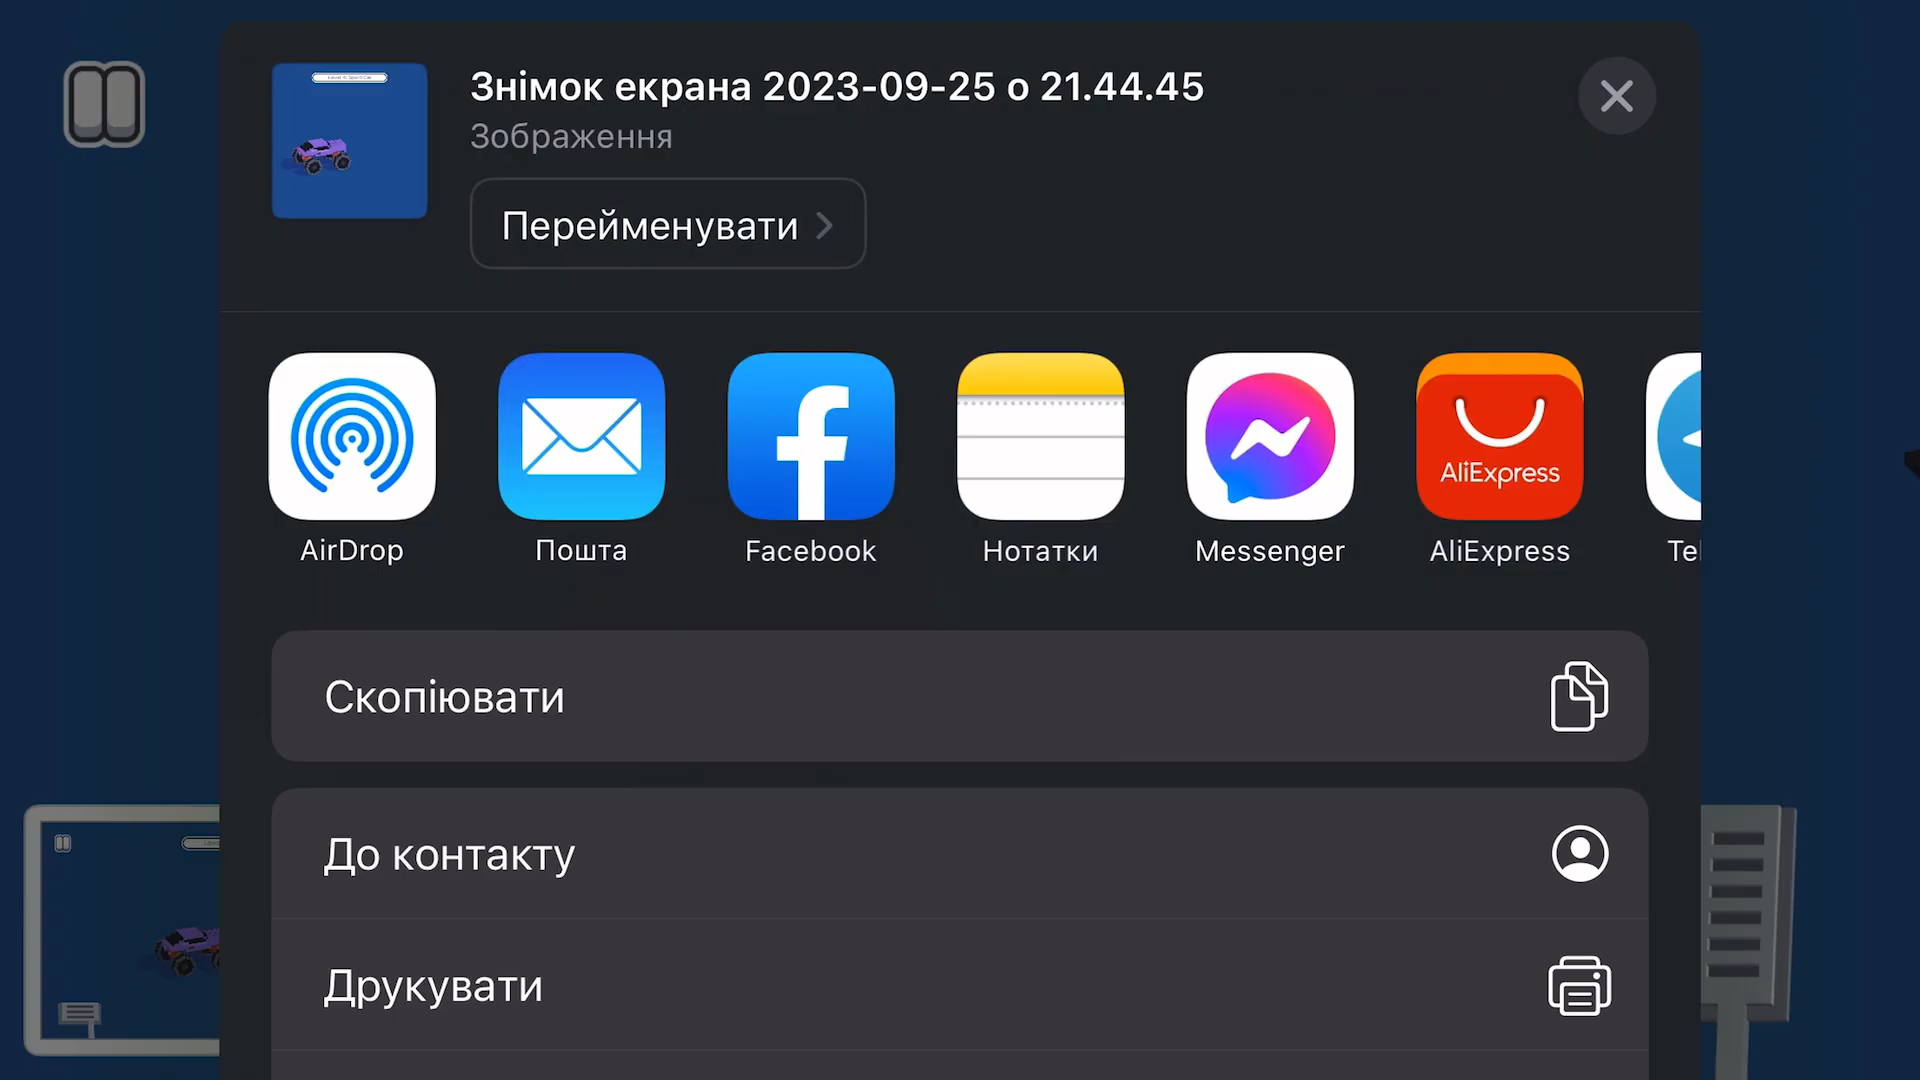 Знімок екрана 2023-09-25 о 21.44.45
Зображення
Перейменувати
AliExpress
AirDrop
Пошта
Facebook
Нотатки
Messenger
AliExpress
Tel
Скопіювати
До контакту
Друкувати